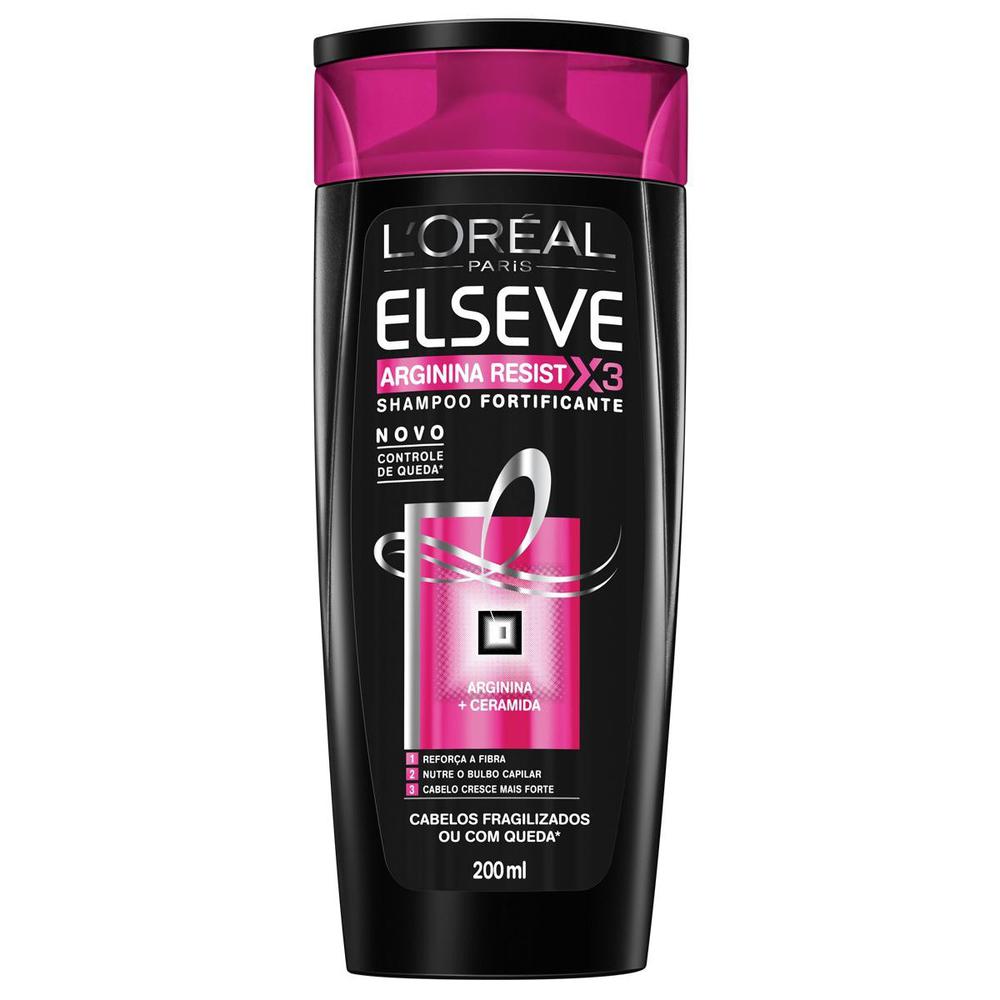 L'ORÉAL
PARIS
ELSEVE
ARGININA RESIST X3
SHAMPOO FORTIFICANTE
NOVO
CONTROLE
DE QUEDA*
1
ARGININA
+ CERAMIDA
1 REFORÇA A FIBRA
2 NUTRE O BULBO CAPILAR
3 CABELO CRESCE MAIS FORTE
CABELOS FRAGILIZADOS
OU COM QUEDA*
200ml